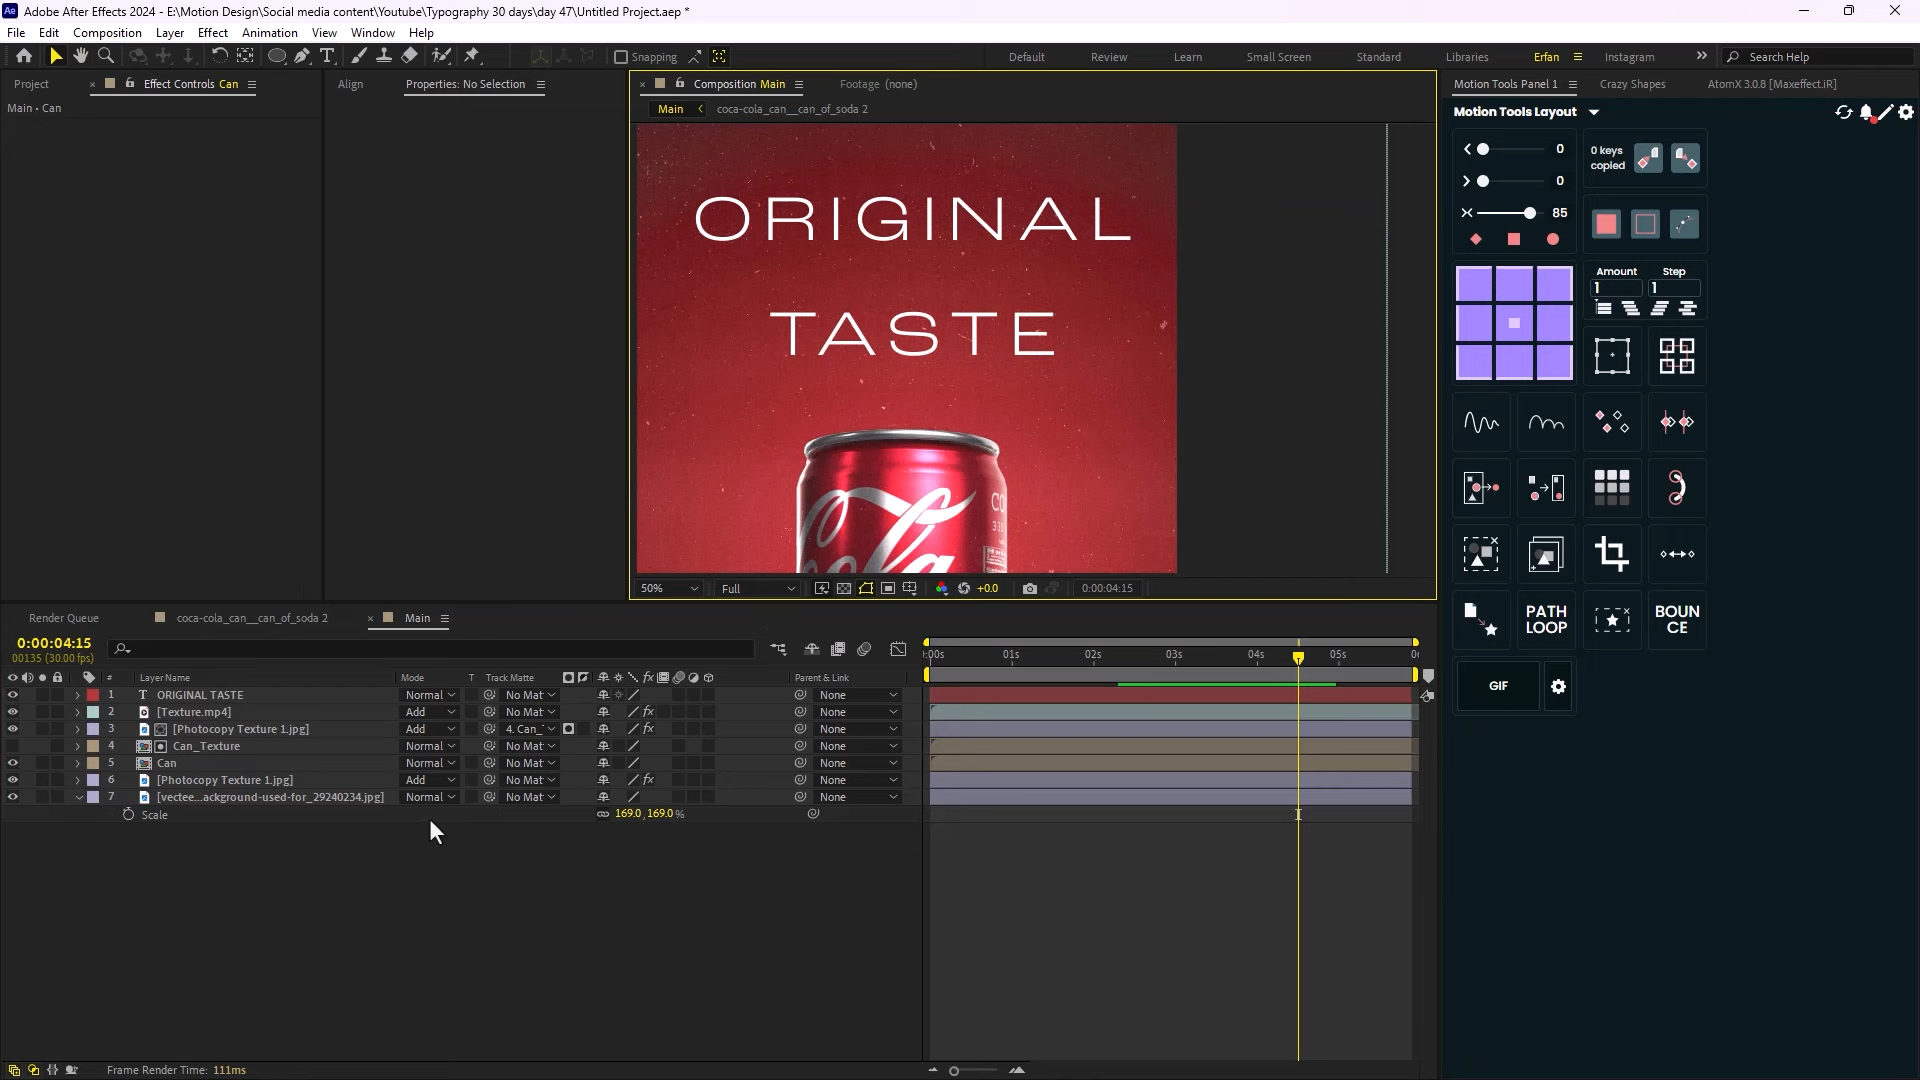 Ae Adobe After Effects 2024 - E:\Motion Design\Social media content\Youtube\Typography 30 days\day 47\Untitled Project.aep *
File Edit Composition Layer Effect Animation View Window Help
Snapping Default Review Learn Small Screen Standard Libraries Erfan Instagram Search Help
Project Effect Controls Can Align Properties: No Selection Composition Main Footage (none) Motion Tools Panel 1 Crazy Shapes AtomX 3.0.8 [Maxeffect.iR]
Main • Can
Main coca-cola_can__can_of_soda 2
Motion Tools Layout
ORIGINAL
TASTE
0
0
85
0 keys
copied
Amount Step
1 1
PATH
LOOP
BOUN
CE
GIF
50% Full +0.0 0:00:04:15
Render Queue coca-cola_can__can_of_soda 2 Main
0:00:04:15
00135 (30.00 fps)
:00s 01s 02s 03s 04s 05s
# Layer Name Mode T Track Matte Parent & Link
1 T ORIGINAL TASTE Normal No Mat None
2 [Texture.mp4] Add No Mat fx None
3 [Photocopy Texture 1.jpg] Add 4. Can_ fx None
4 Can_Texture Normal No Mat None
5 Can Normal No Mat None
6 [Photocopy Texture 1.jpg] Add No Mat fx None
7 [vectee...ackground-used-for_29240234.jpg] Normal No Mat None
Scale 169.0, 169.0 %
Frame Render Time: 111ms